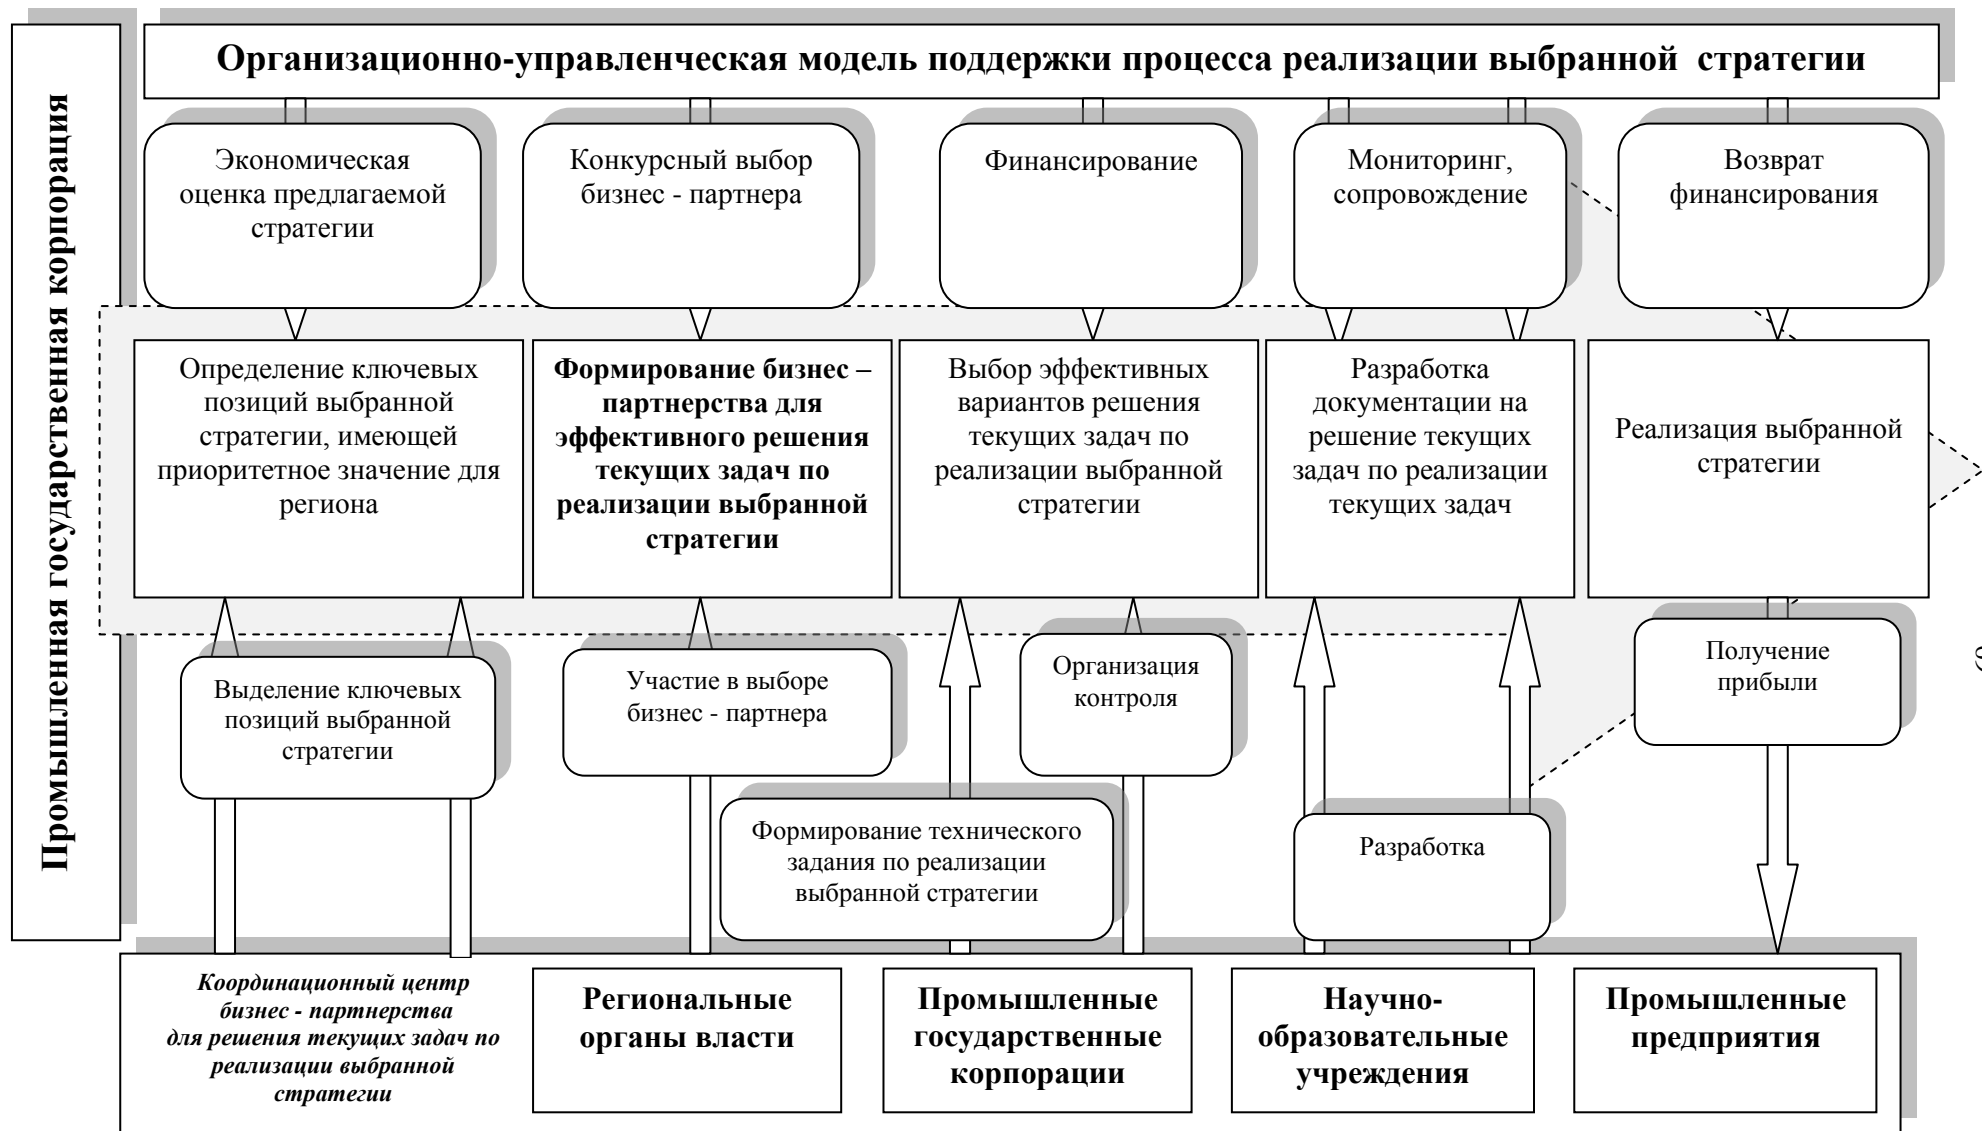 Организационно-управленческая модель поддержки процесса реализации выбранной стратегии
Промышленная государственная корпорация
Экономическая
оценка предлагаемой
стратегии
Конкурсный выбор
бизнес - партнера
Финансирование
Мониторинг,
сопровождение
Возврат
финансирования
Определение ключевых
позиций выбранной
стратегии, имеющей
приоритетное значение для
региона
Формирование бизнес –
партнерства для
эффективного решения
текущих задач по
реализации выбранной
стратегии
Выбор эффективных
вариантов решения
текущих задач по
реализации выбранной
стратегии
Разработка
документации на
решение текущих
задач по реализации
текущих задач
Реализация выбранной
стратегии
Выделение ключевых
позиций выбранной
стратегии
Участие в выборе
бизнес - партнера
Организация
контроля
Получение
прибыли
Формирование технического
задания по реализации
выбранной стратегии
Разработка
Координационный центр
бизнес - партнерства
для решения текущих задач по
реализации выбранной
стратегии
Региональные
органы власти
Промышленные
государственные
корпорации
Научно-
образовательные
учреждения
Промышленные
предприятия